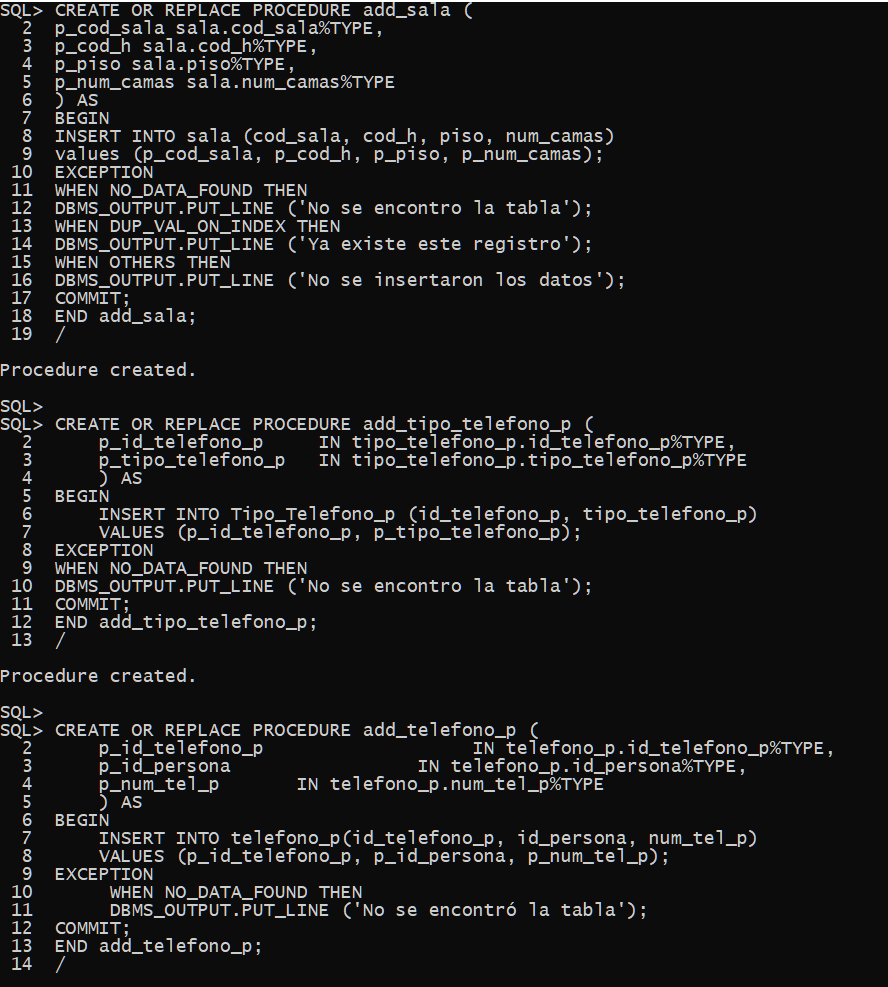 SQL> CREATE OR REPLACE PROCEDURE add_sala (
  2  p_cod_sala sala.cod_sala%TYPE,
  3  p_cod_h sala.cod_h%TYPE,
  4  p_piso sala.piso%TYPE,
  5  p_num_camas sala.num_camas%TYPE
  6  ) AS
  7  BEGIN
  8  INSERT INTO sala (cod_sala, cod_h, piso, num_camas)
  9  values (p_cod_sala, p_cod_h, p_piso, p_num_camas);
 10  EXCEPTION
 11  WHEN NO_DATA_FOUND THEN
 12  DBMS_OUTPUT.PUT_LINE ('No se encontro la tabla');
 13  WHEN DUP_VAL_ON_INDEX THEN
 14  DBMS_OUTPUT.PUT_LINE ('Ya existe este registro');
 15  WHEN OTHERS THEN
 16  DBMS_OUTPUT.PUT_LINE ('No se insertaron los datos');
 17  COMMIT;
 18  END add_sala;
 19  /
Procedure created.
SQL>
SQL> CREATE OR REPLACE PROCEDURE add_tipo_telefono_p (
  2      p_id_telefono_p     IN tipo_telefono_p.id_telefono_p%TYPE,
  3      p_tipo_telefono_p   IN tipo_telefono_p.tipo_telefono_p%TYPE
  4      ) AS
  5  BEGIN
  6      INSERT INTO Tipo_Telefono_p (id_telefono_p, tipo_telefono_p)
  7      VALUES (p_id_telefono_p, p_tipo_telefono_p);
  8  EXCEPTION
  9  WHEN NO_DATA_FOUND THEN
 10  DBMS_OUTPUT.PUT_LINE ('No se encontro la tabla');
 11  COMMIT;
 12  END add_tipo_telefono_p;
 13  /
Procedure created.
SQL>
SQL> CREATE OR REPLACE PROCEDURE add_telefono_p (
  2      p_id_telefono_p                   IN telefono_p.id_telefono_p%TYPE,
  3      p_id_persona                 IN telefono_p.id_persona%TYPE,
  4      p_num_tel_p       IN telefono_p.num_tel_p%TYPE
  5      ) AS
  6  BEGIN
  7      INSERT INTO telefono_p(id_telefono_p, id_persona, num_tel_p)
  8      VALUES (p_id_telefono_p, p_id_persona, p_num_tel_p);
  9  EXCEPTION
 10       WHEN NO_DATA_FOUND THEN
 11       DBMS_OUTPUT.PUT_LINE ('No se encontró la tabla');
 12  COMMIT;
 13  END add_telefono_p;
 14  /